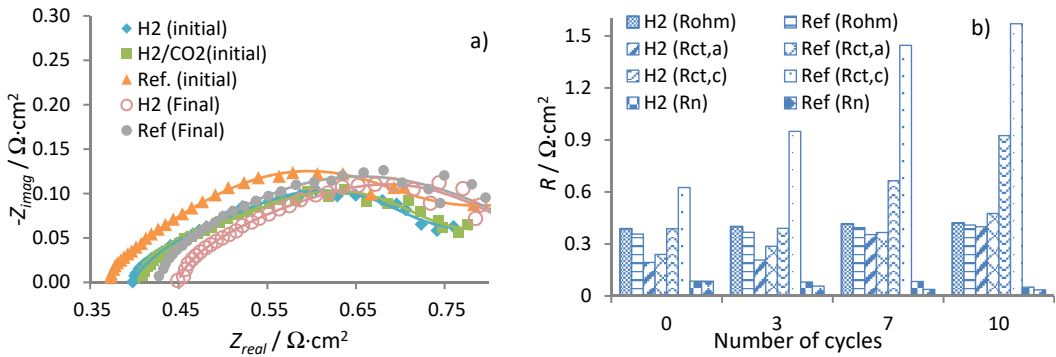 a)
H2 (initial)
H2/CO2(initial)
Ref. (initial)
H2 (Final)
Ref (Final)
0.30
0.25
0.20
0.15
0.10
0.05
0.00
-Zimag / Ω·cm²
0.35 0.45 0.55 0.65 0.75
Zreal / Ω·cm²
b)
H2 (Rohm) Ref (Rohm)
H2 (Rct,a) Ref (Rct,a)
H2 (Rct,c) Ref (Rct,c)
H2 (Rn) Ref (Rn)
1.5
1.2
0.9
0.6
0.3
0
R / Ω·cm²
0 3 7 10
Number of cycles